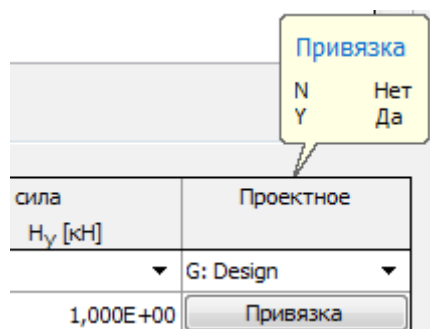 Привязка
N Нет
Y Да
сила Проектное
Hy [кН]
G: Design
1,000E+00 Привязка